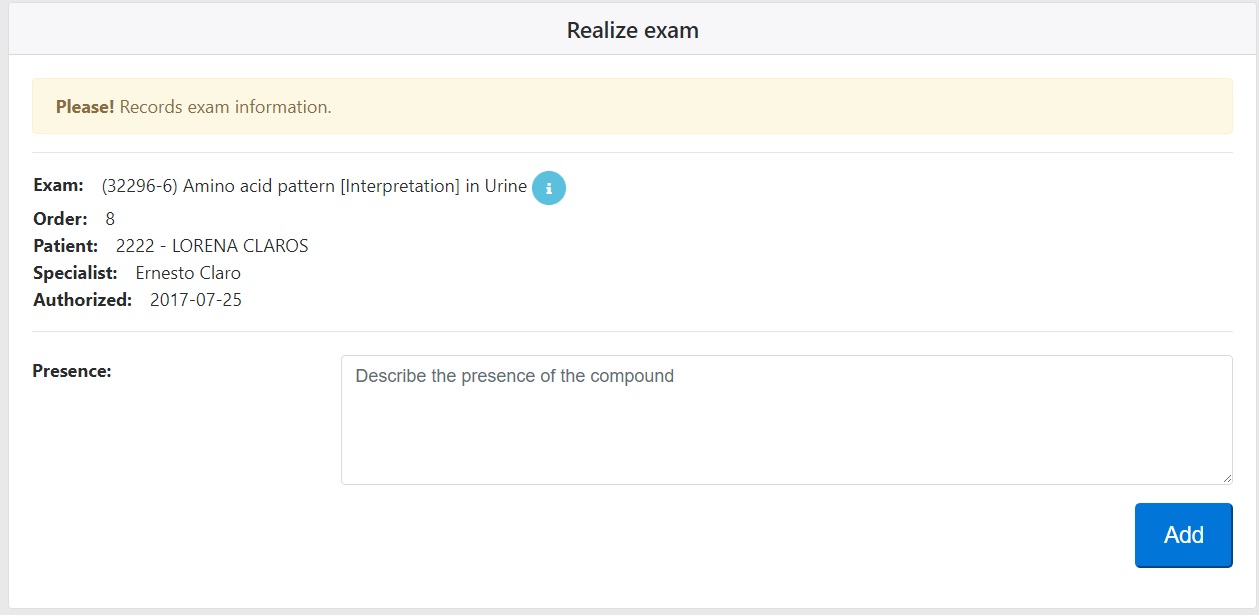 Realize exam
Please! Records exam information.
Exam: (32296-6) Amino acid pattern [Interpretation] in Urine i
Order: 8
Patient: 2222 - LORENA CLAROS
Specialist: Ernesto Claro
Authorized: 2017-07-25
Presence: Describe the presence of the compound
Add